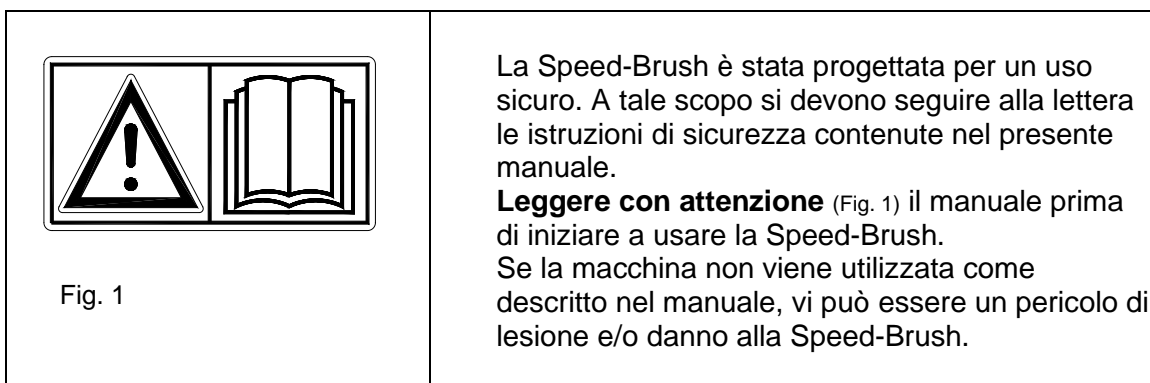 Fig. 1
La Speed-Brush è stata progettata per un uso
sicuro. A tale scopo si devono seguire alla lettera
le istruzioni di sicurezza contenute nel presente
manuale.
Leggere con attenzione (Fig. 1) il manuale prima
di iniziare a usare la Speed-Brush.
Se la macchina non viene utilizzata come
descritto nel manuale, vi può essere un pericolo di
lesione e/o danno alla Speed-Brush.